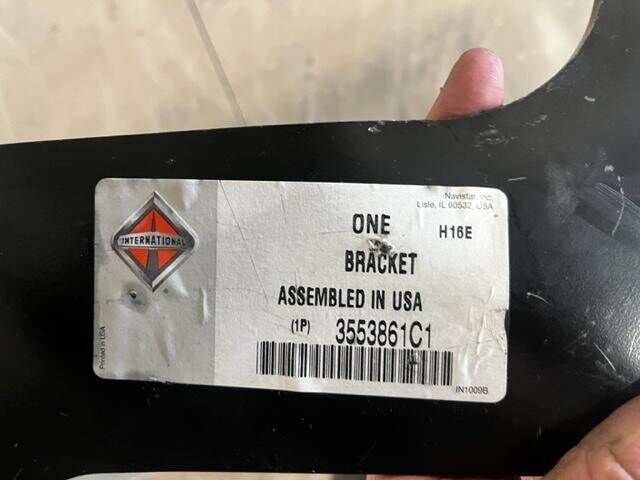 Navistar, Inc.
Lisle, IL 60532, USA
INTERNATIONAL
ONE H16E
BRACKET
ASSEMBLED IN USA
(1P) 3553861C1
Printed in USA
IN1009B